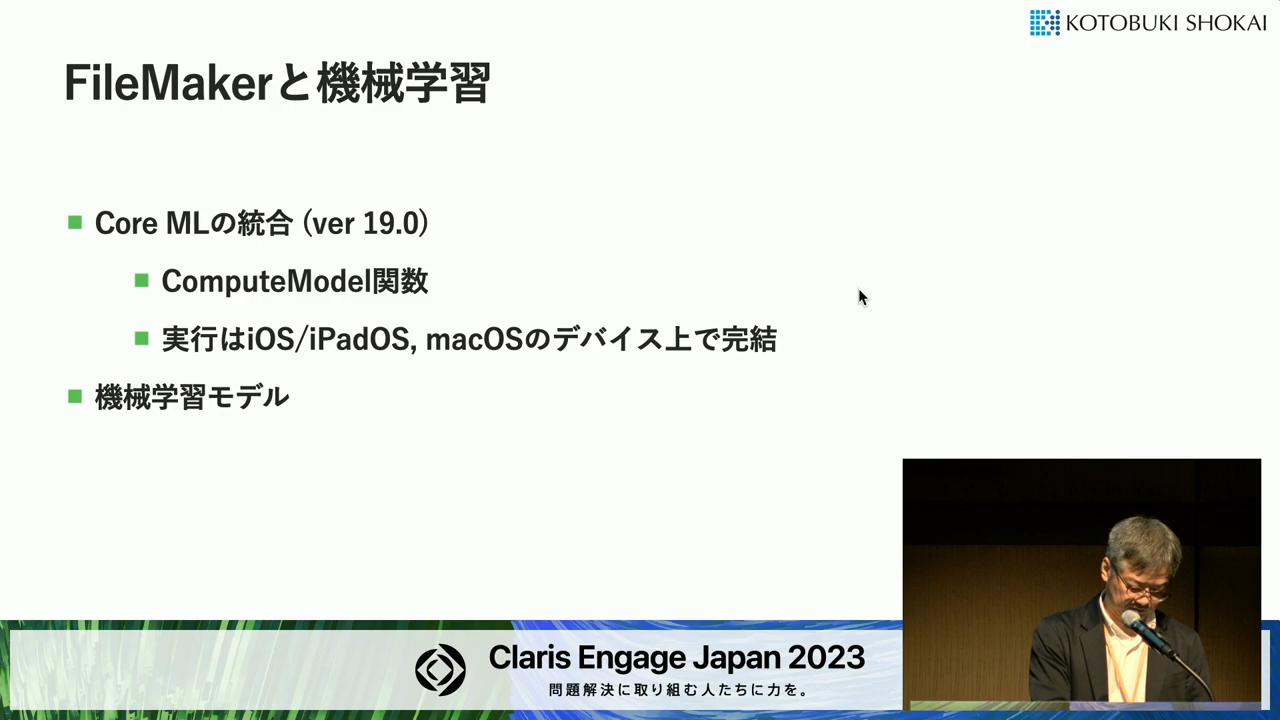 KOTOBUKI SHOKAI
FileMakerと機械学習
Core MLの統合 (ver 19.0)
ComputeModel関数
実行はiOS/iPadOS, macOSのデバイス上で完結
機械学習モデル
Claris Engage Japan 2023
問題解決に取り組む人たちに力を。